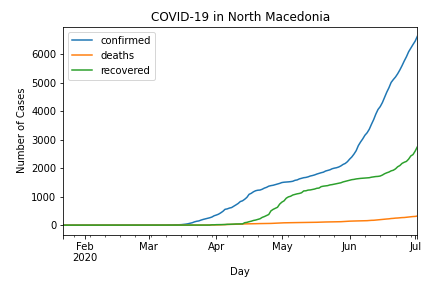 COVID-19 in North Macedonia
confirmed
deaths
recovered
Number of Cases
6000
5000
4000
3000
2000
1000
0
Feb Mar Apr May Jun Jul
2020
Day